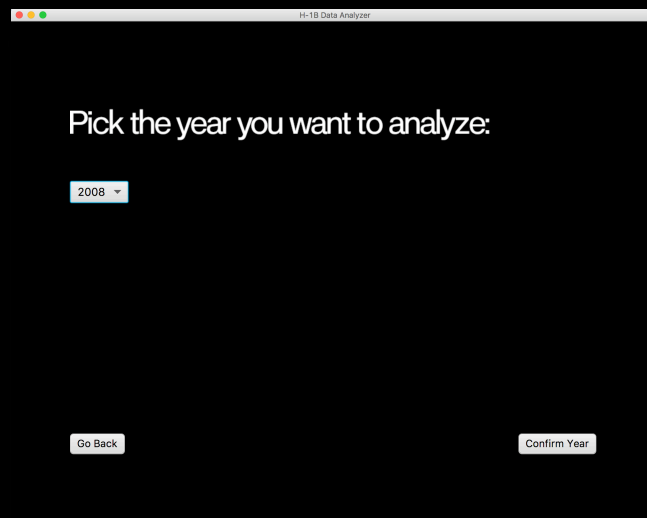 H-1B Data Analyzer
Pick the year you want to analyze:
2008
Go Back
Confirm Year